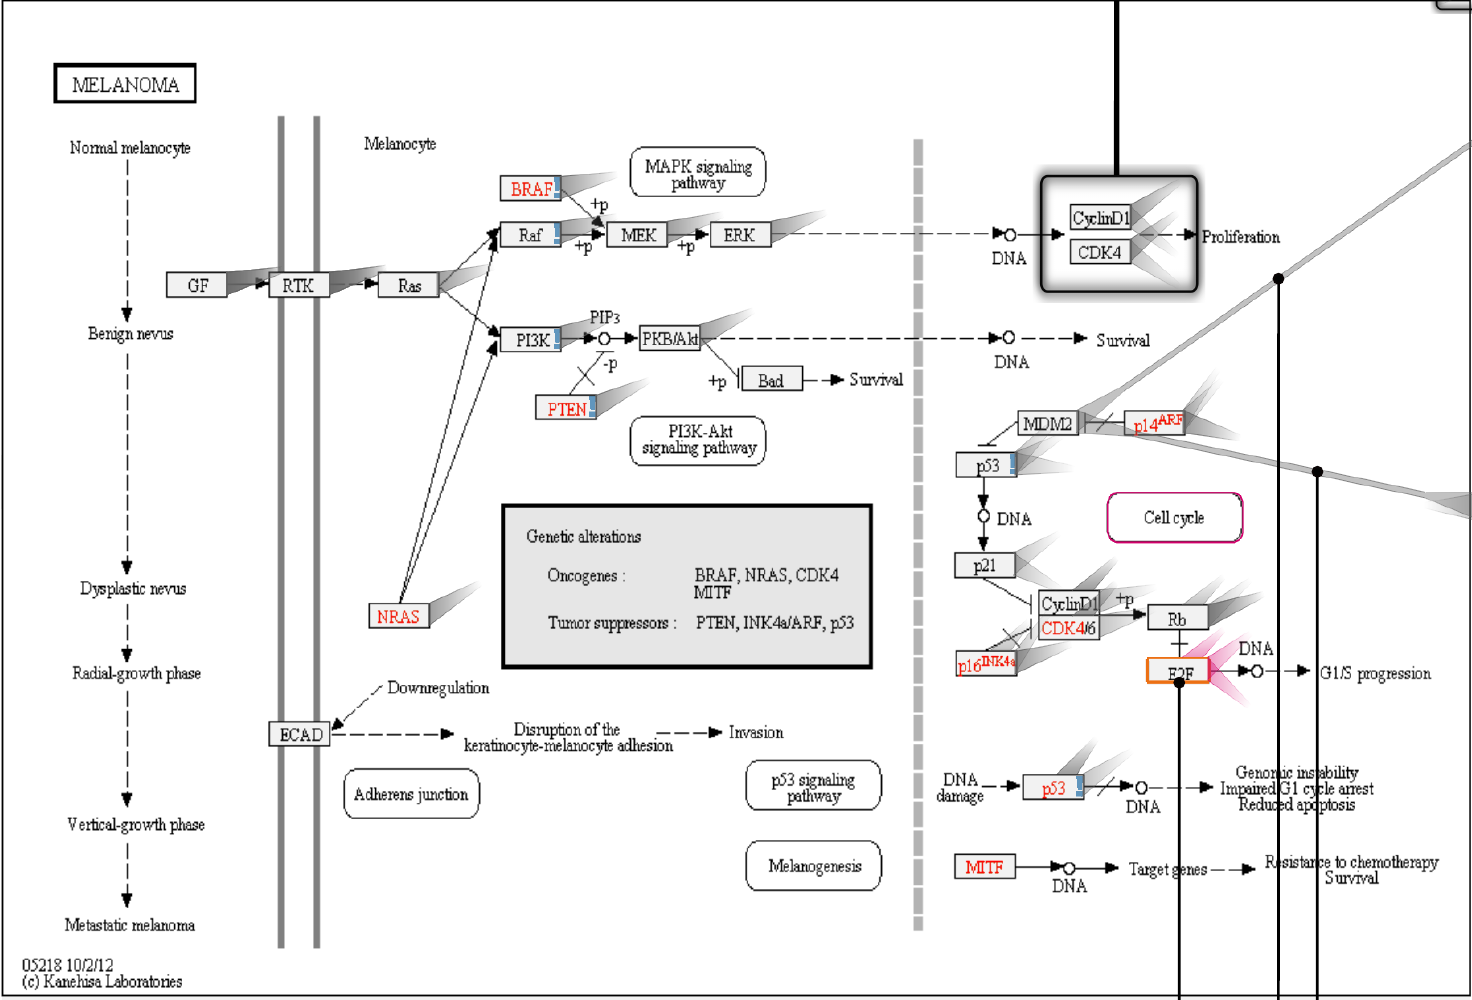 MELANOMA
Normal melanocyte
Benign nevus
Dysplastic nevus
Radial-growth phase
Vertical-growth phase
Metastatic melanoma
05218 10/2/12
(c) Kanehisa Laboratories
Melanocyte
MAPK signaling
pathway
BRAF
+p
Raf
+p
MEK
+p
ERK
DNA
CyclinD1
CDK4
Proliferation
GF
RTK
Ras
PI3K
PIP3
-p
PKB/Akt
DNA
Survival
+p
Bad
Survival
PTEN
PI3K-Akt
signaling pathway
MDM2
p14ARF
p53
DNA
Cell cycle
p21
CyclinD1
CDK4/6
+p
Rb
p16INK4a
E2F
DNA
G1/S progression
Genetic alterations
Oncogenes :
BRAF, NRAS, CDK4
MITF
Tumor suppressors :
PTEN, INK4a/ARF, p53
NRAS
Downregulation
ECAD
Disruption of the
keratinocyte-melanocyte adhesion
Invasion
Adherens junction
p53 signaling
pathway
DNA
damage
p53
DNA
Genomic instability
Impaired G1 cycle arrest
Reduced apoptosis
Melanogenesis
MITF
DNA
Target genes
Resistance to chemotherapy
Survival